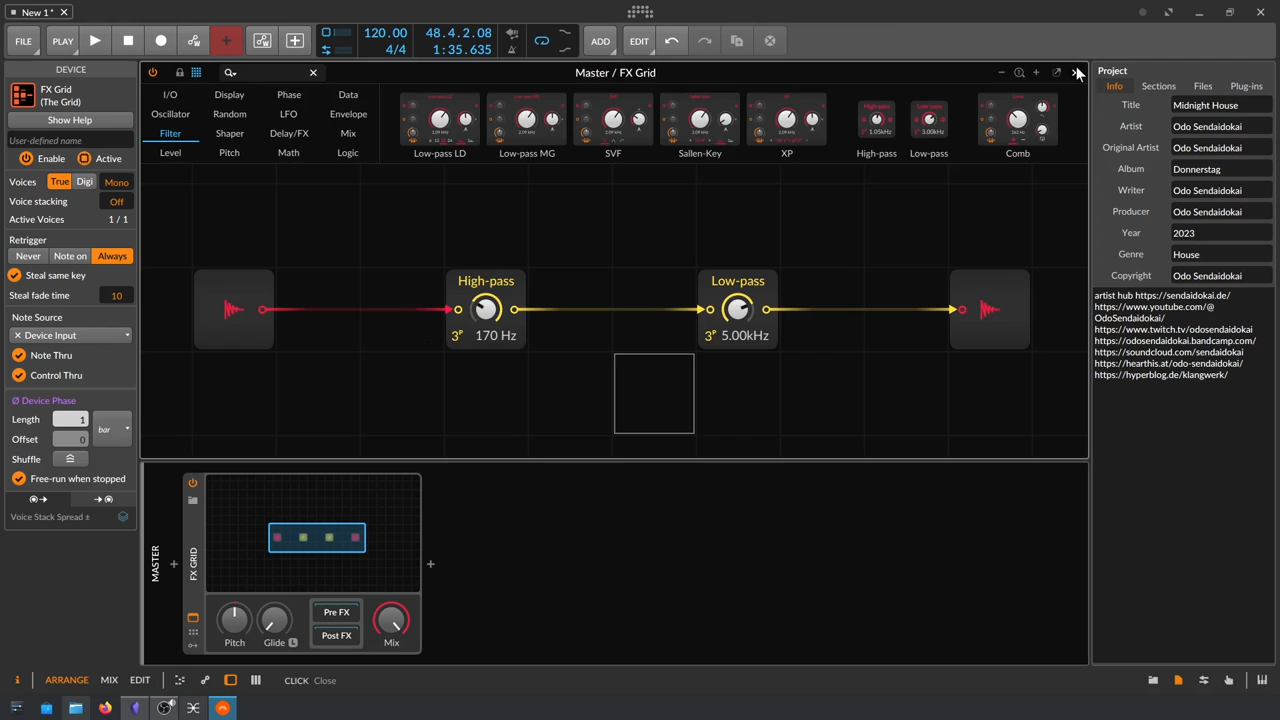 New 1 *
FILE
PLAY
120.00
4/4
48.4.2.08
1:35.635
ADD
EDIT
DEVICE
FX Grid
(The Grid)
Show Help
User-defined name
Enable
Active
Voices
True
Digi
Mono
Voice stacking
Off
Active Voices
1 / 1
Retrigger
Never
Note on
Always
Steal same key
Steal fade time
10
Note Source
Device Input
Note Thru
Control Thru
Ø Device Phase
Length
1
bar
Offset
0
Shuffle
Free-run when stopped
Voice Stack Spread ±
Master / FX Grid
I/O
Display
Phase
Data
Oscillator
Random
LFO
Envelope
Filter
Shaper
Delay/FX
Mix
Level
Pitch
Math
Logic
Low-pass LD
Low-pass MG
SVF
Sallen-Key
XP
High-pass
1.05kHz
High-pass
Low-pass
3.00kHz
Low-pass
Comb
High-pass
3P
170 Hz
Low-pass
3P
5.00kHz
MASTER
FX GRID
Pitch
Glide
L
Pre FX
Post FX
Mix
Project
Info
Sections
Files
Plug-ins
Title
Midnight House
Artist
Odo Sendaidokai
Original Artist
Odo Sendaidokai
Album
Donnerstag
Writer
Odo Sendaidokai
Producer
Odo Sendaidokai
Year
2023
Genre
House
Copyright
Odo Sendaidokai
artist hub https://sendaidokai.de/
https://www.youtube.com/@
OdoSendaidokai/
https://www.twitch.tv/odosendaidokai
https://odosendaidokai.bandcamp.com/
https://soundcloud.com/sendaidokai
https://hearthis.at/odo-sendaidokai/
https://hyperblog.de/klangwerk/
i
ARRANGE
MIX
EDIT
CLICK Close